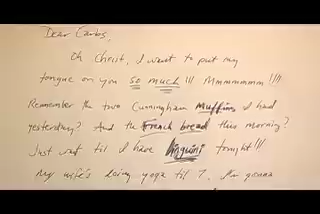 Dear Carbs,
Oh Christ, I want to put my
tongue on you so much!!! Mmmmmmm!!!!
Remember the two Cunningham Muffins I had
yesterday? And the French bread this morning?
Just wait til I have linguini tonight!!!
My wife's doing yoga til 7. I'm gonna